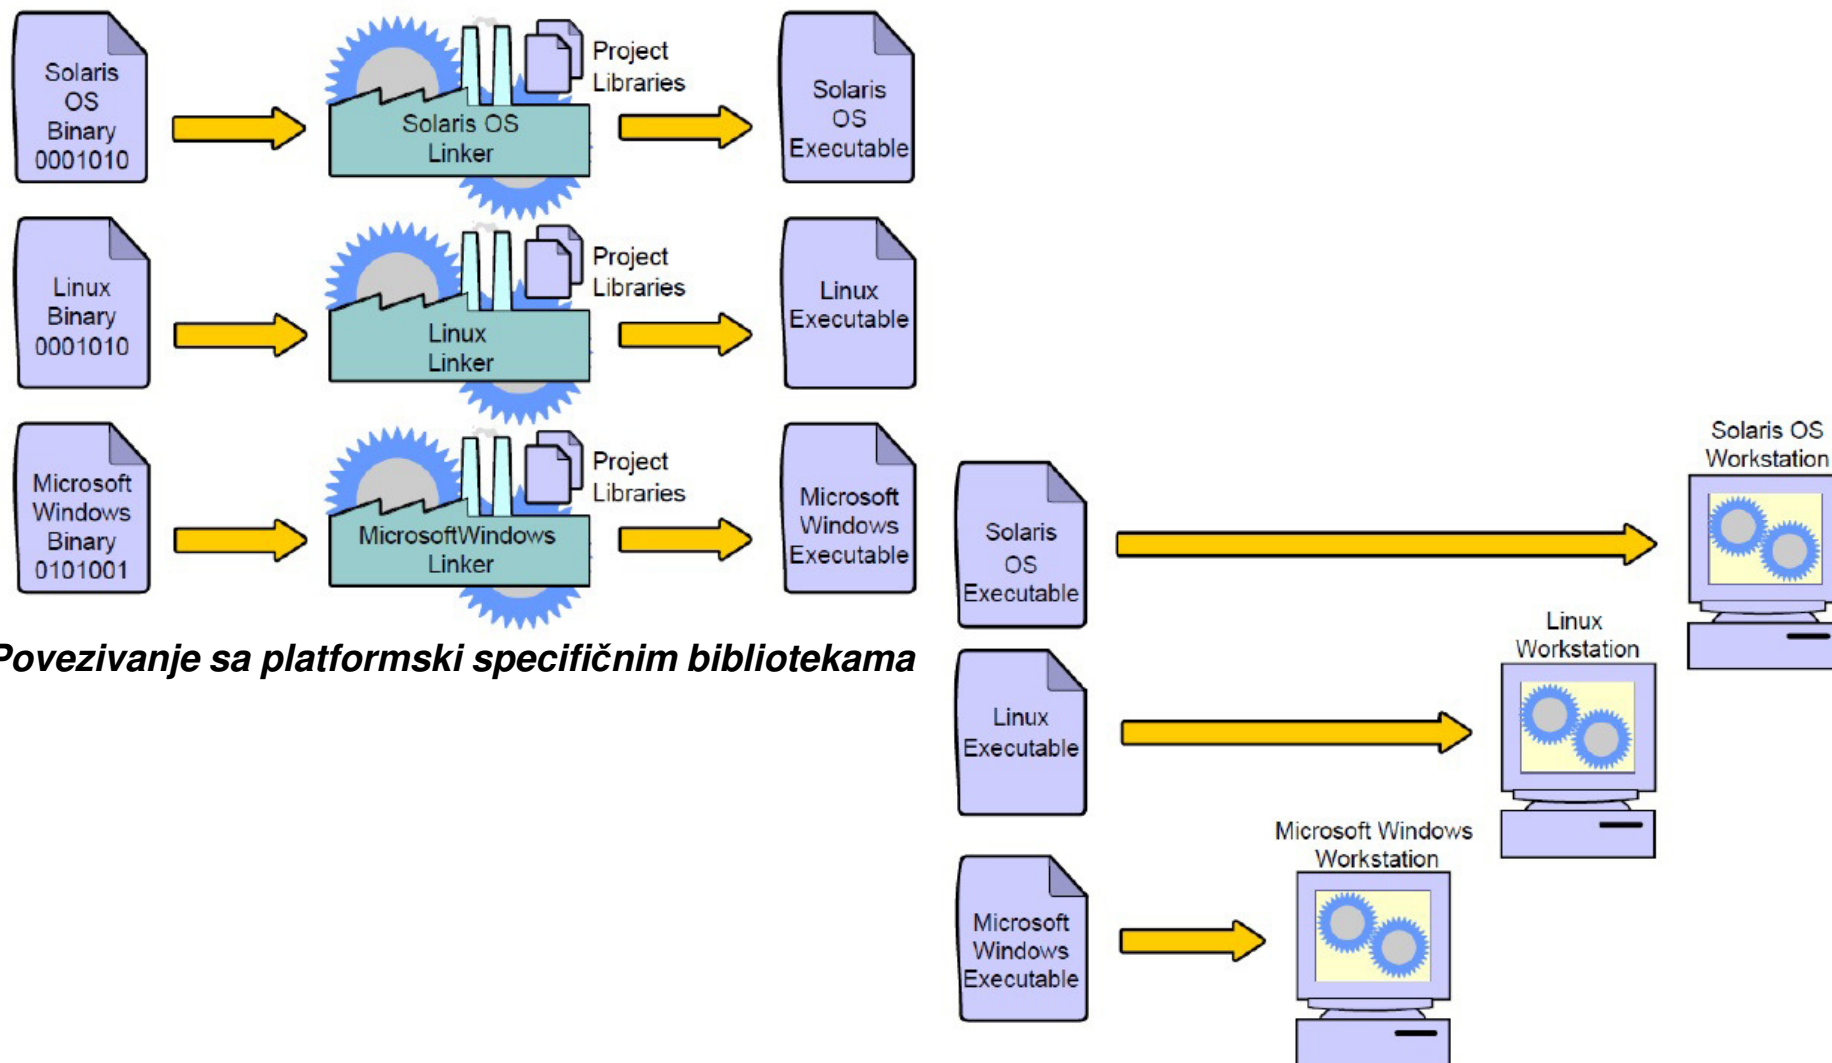 Solaris
OS
Binary
0001010
Project
Libraries
Solaris OS
Linker
Solaris
OS
Executable
Linux
Binary
0001010
Project
Libraries
Linux
Linker
Linux
Executable
Microsoft
Windows
Binary
0101001
Project
Libraries
MicrosoftWindows
Linker
Microsoft
Windows
Executable
Povezivanje sa platformski specifičnim bibliotekama
Solaris
OS
Executable
Solaris OS
Workstation
Linux
Executable
Linux
Workstation
Microsoft
Windows
Executable
Microsoft Windows
Workstation